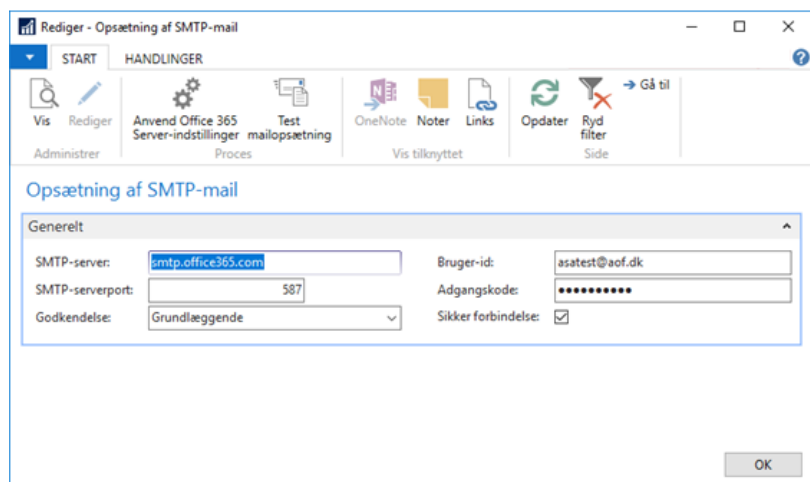 Rediger - Opsætning af SMTP-mail
START HANDLINGER
Vis Rediger Anvend Office 365 Server-indstillinger Test mailopsætning OneNote Noter Links Opdater Ryd filter → Gå til
Administrer Proces Vis tilknyttet Side
Opsætning af SMTP-mail
Generelt
SMTP-server: smtp.office365.com Bruger-id: asatest@aof.dk
SMTP-serverport: 587 Adgangskode: ●●●●●●●●●●
Godkendelse: Grundlæggende Sikker forbindelse:
OK